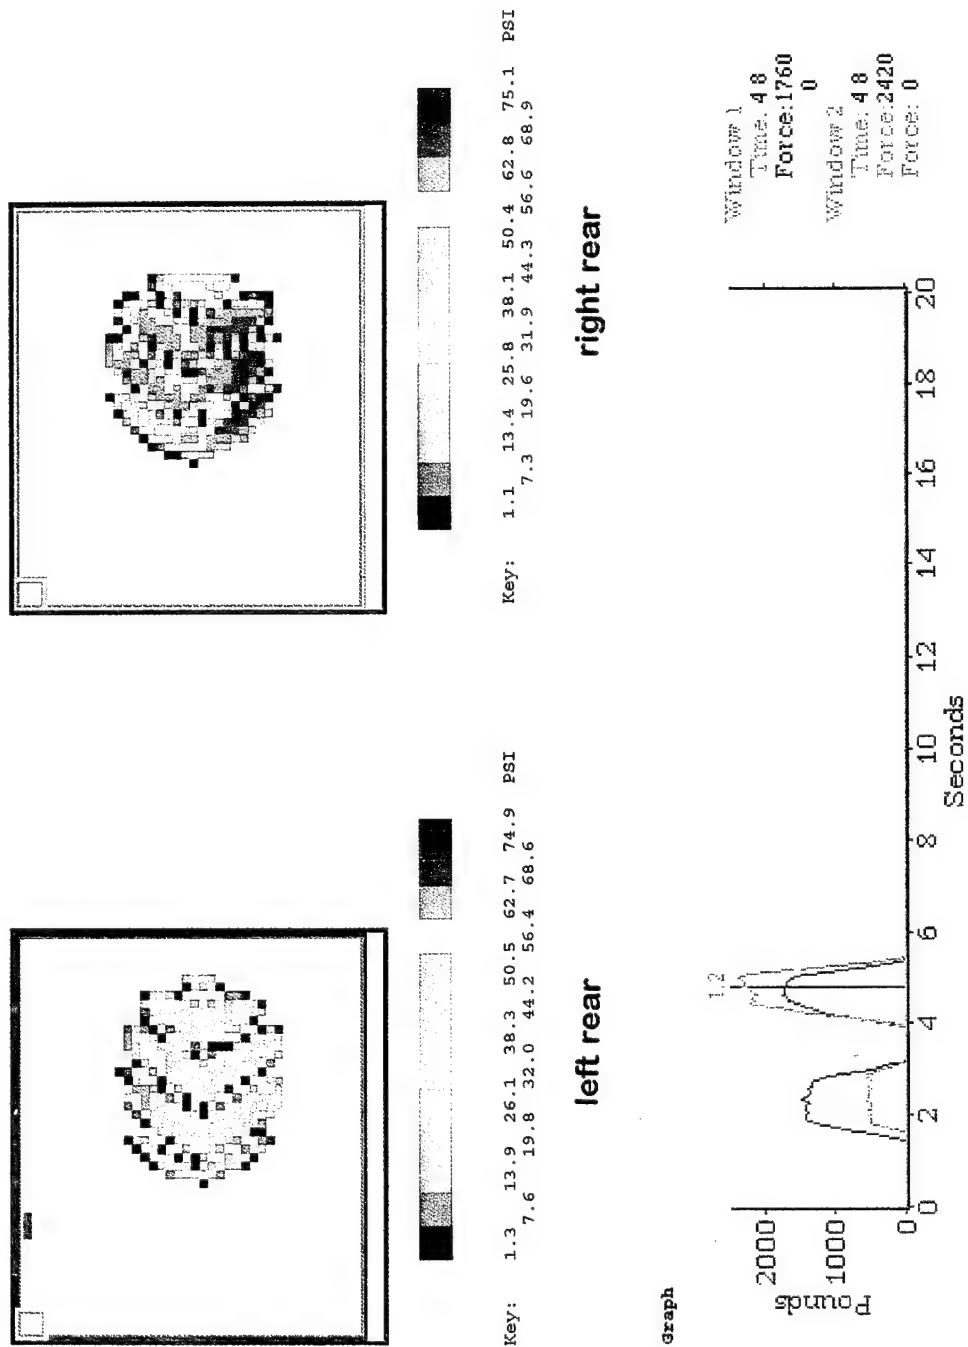 Key: 1.3 13.9 26.1 38.3 50.5 62.7 74.9 PSI
7.6 19.8 32.0 44.2 56.4 68.6
left rear
Key: 1.1 13.4 25.8 38.1 50.4 62.8 75.1 PSI
7.3 19.6 31.9 44.3 56.6 68.9
right rear
Graph
Pounds
2000
1000
0
1,2
0 2 4 6 8 10 12 14 16 18 20
Seconds
Window 1
Time: 4.8
Force:1760
0
Window 2
Time: 4.8
Force:2420
Force: 0